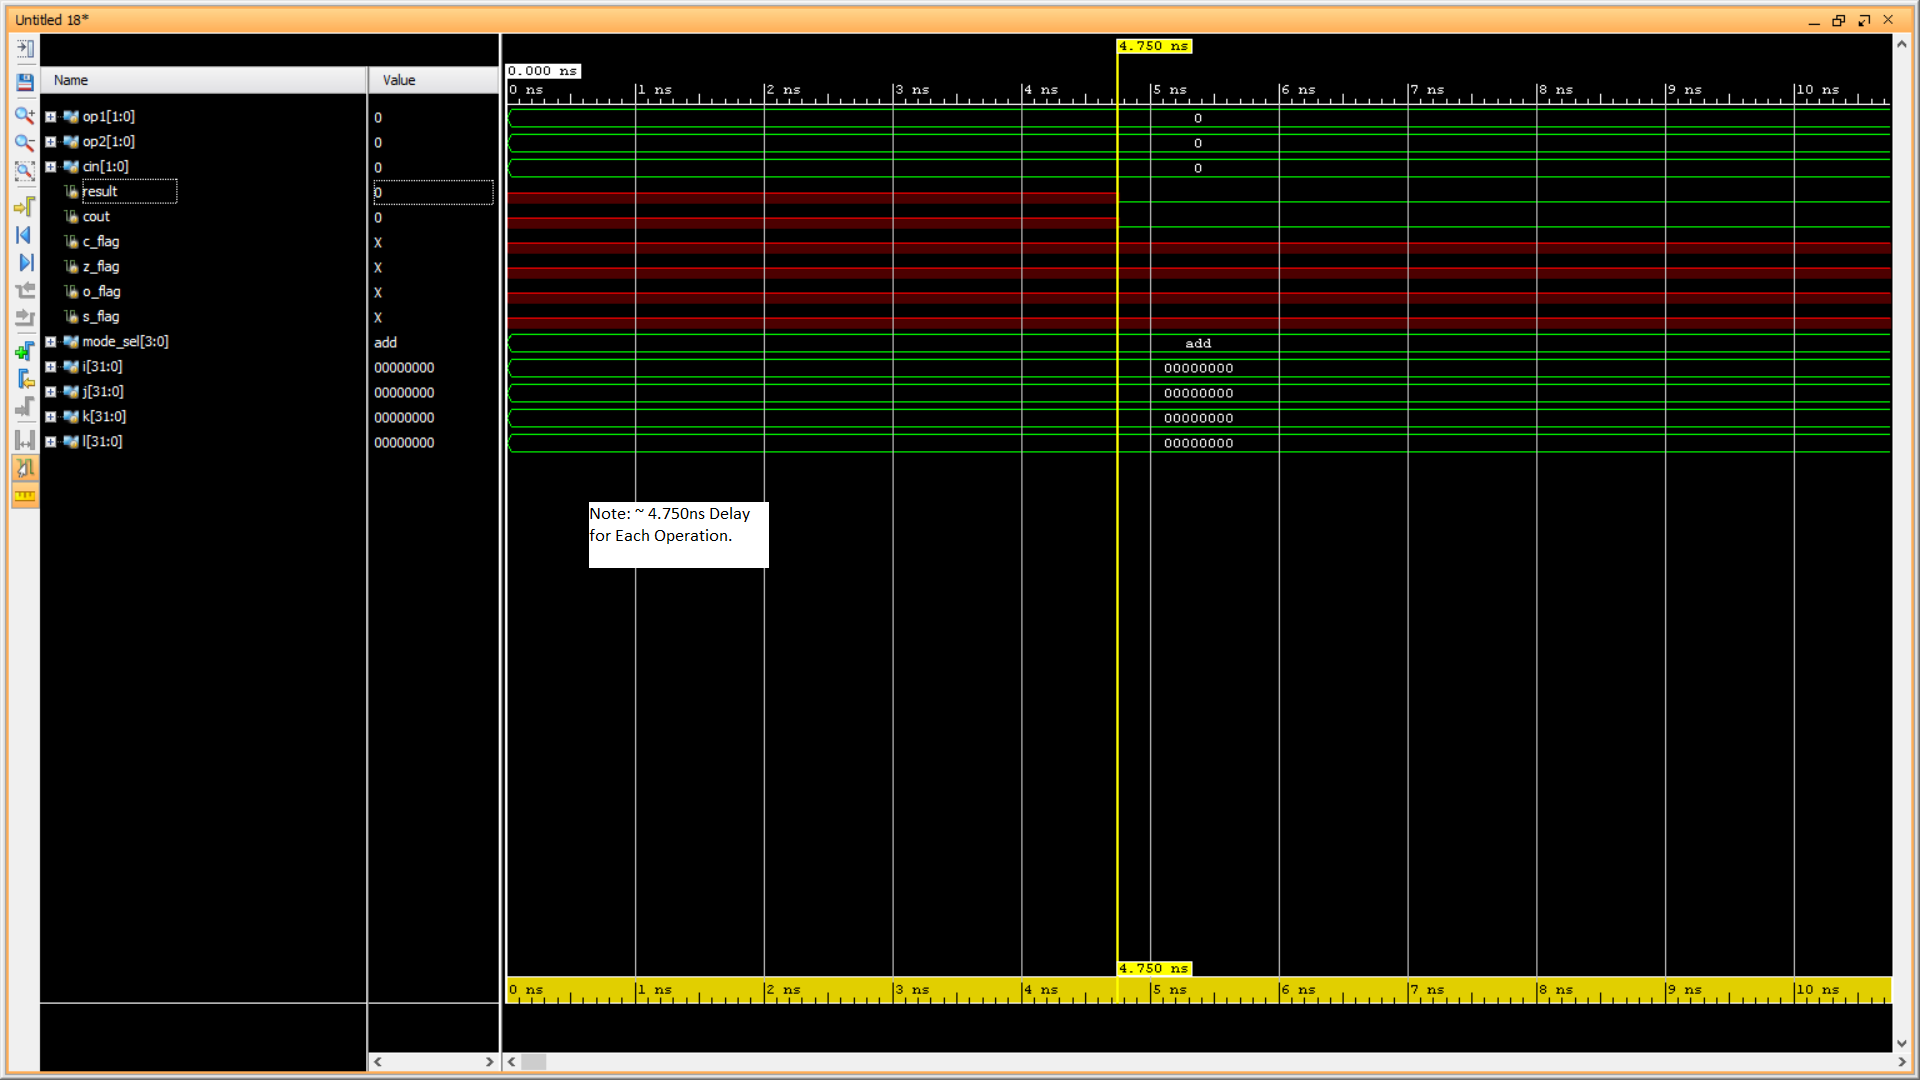 Untitled 18*
4.750 ns
0.000 ns
Name Value
0 ns 1 ns 2 ns 3 ns 4 ns 5 ns 6 ns 7 ns 8 ns 9 ns 10 ns
op1[1:0] 0 0
op2[1:0] 0 0
cin[1:0] 0 0
result 0
cout 0
c_flag X
z_flag X
o_flag X
s_flag X
mode_sel[3:0] add add
i[31:0] 00000000 00000000
j[31:0] 00000000 00000000
k[31:0] 00000000 00000000
l[31:0] 00000000 00000000
Note: ~ 4.750ns Delay
for Each Operation.
4.750 ns
0 ns 1 ns 2 ns 3 ns 4 ns 5 ns 6 ns 7 ns 8 ns 9 ns 10 ns